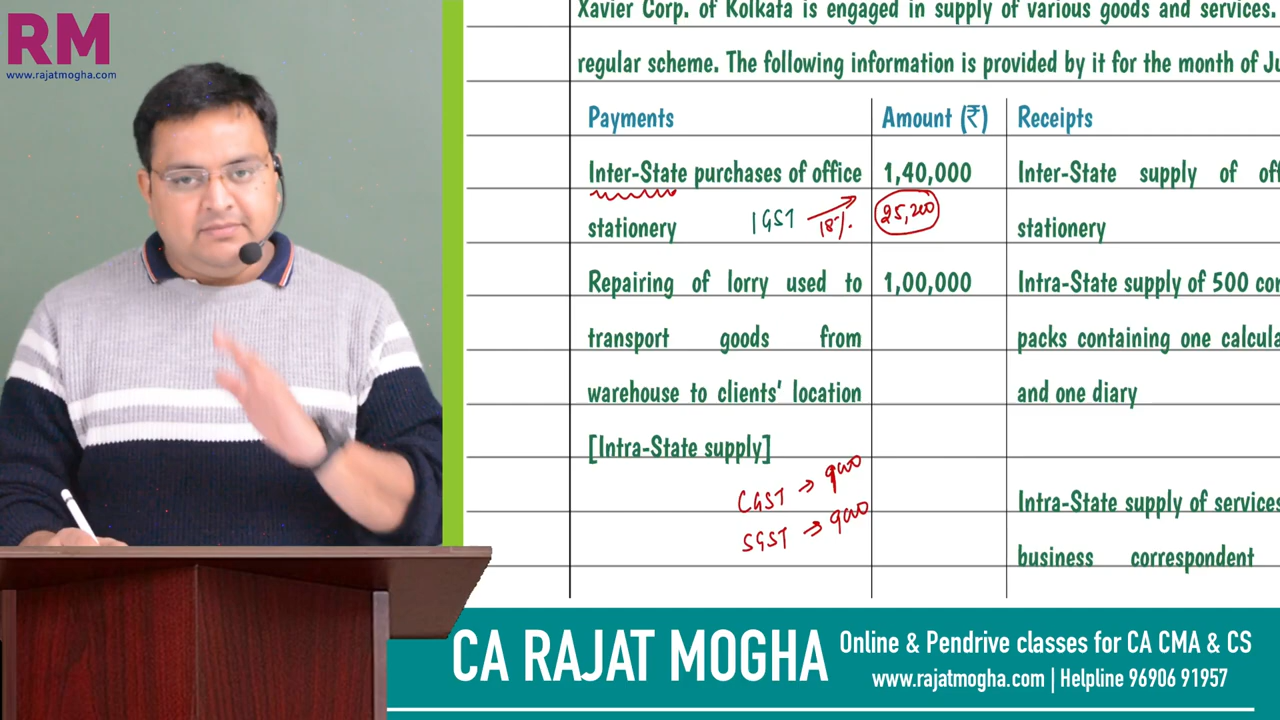 RM
www.rajatmogha.com
Xavier Corp. of Kolkata is engaged in supply of various goods and services.
regular scheme. The following information is provided by it for the month of Ju
Payments Amount (₹) Receipts
Inter-State purchases of office 1,40,000 Inter-State supply of off
stationery IGST 18% 25,200 stationery
Repairing of lorry used to 1,00,000 Intra-State supply of 500 com
transport goods from packs containing one calcula
warehouse to clients’ location and one diary
[Intra-State supply]
CGST → 9000
SGST → 9000
Intra-State supply of services
business correspondent
CA RAJAT MOGHA
Online & Pendrive classes for CA CMA & CS
www.rajatmogha.com | Helpline 96906 91957